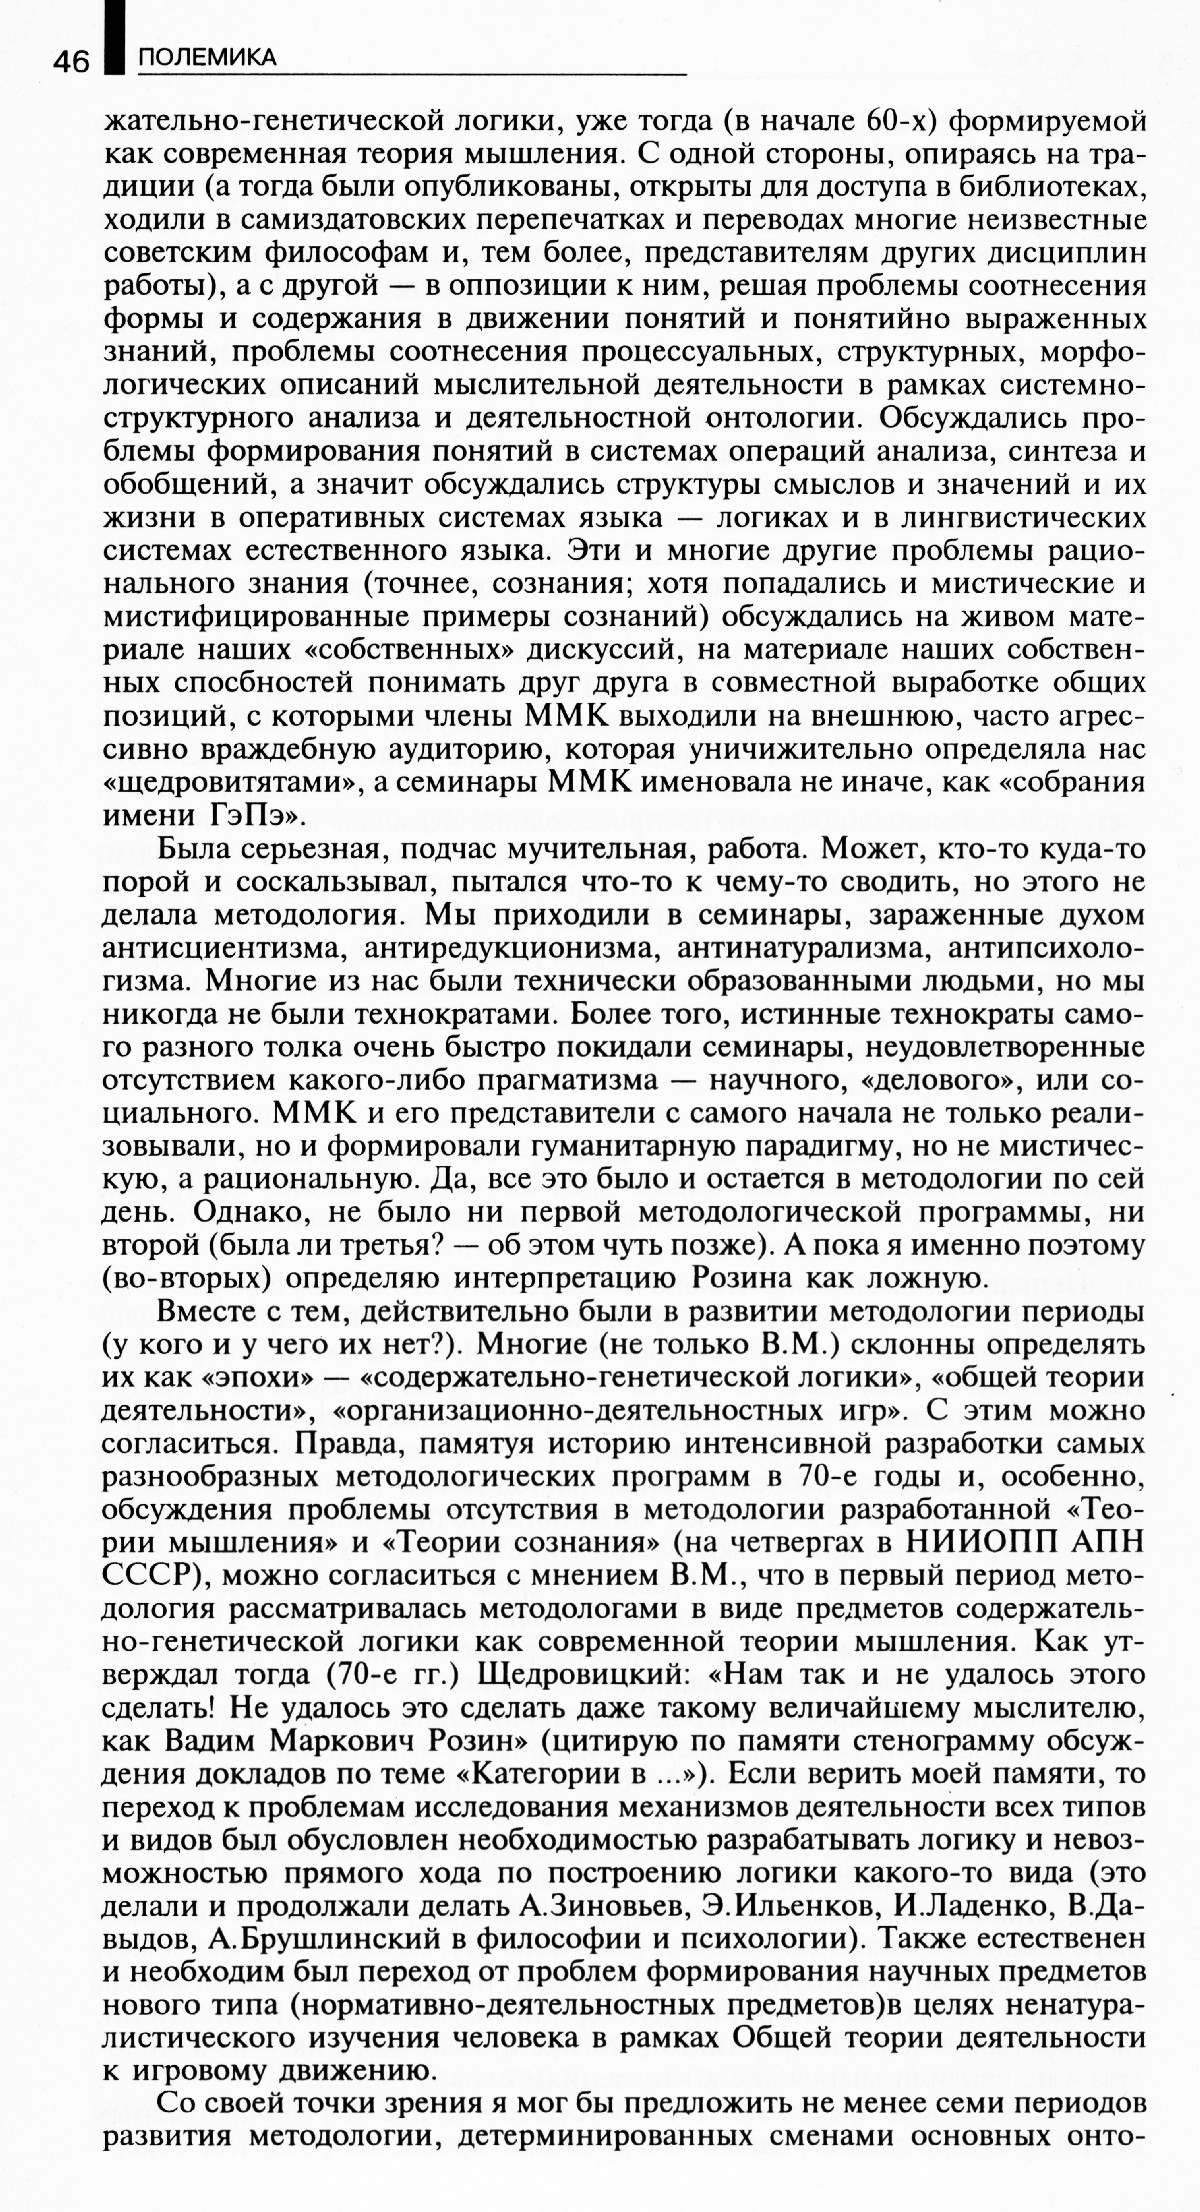 46 ПОЛЕМИКА
жательно-генетической логики, уже тогда (в начале 60-х) формируемой
как современная теория мышления. С одной стороны, опираясь на тра-
диции (а тогда были опубликованы, открыты для доступа в библиотеках,
ходили в самиздатовских перепечатках и переводах многие неизвестные
советским философам и, тем более, представителям других дисциплин
работы), а с другой — в оппозиции к ним, решая проблемы соотнесения
формы и содержания в движении понятий и понятийно выраженных
знаний, проблемы соотнесения процессуальных, структурных, морфо-
логических описаний мыслительной деятельности в рамках системно-
структурного анализа и деятельностной онтологии. Обсуждались про-
блемы формирования понятий в системах операций анализа, синтеза и
обобщений, а значит обсуждались структуры смыслов и значений и их
жизни в оперативных системах языка — логиках и в лингвистических
системах естественного языка. Эти и многие другие проблемы рацио-
нального знания (точнее, сознания; хотя попадались и мистические и
мистифицированные примеры сознаний) обсуждались на живом мате-
риале наших «собственных» дискуссий, на материале наших собствен-
ных спосбностей понимать друг друга в совместной выработке общих
позиций, с которыми члены ММК выходили на внешнюю, часто агрес-
сивно враждебную аудиторию, которая уничижительно определяла нас
«щедровитятами», а семинары ММК именовала не иначе, как «собрания
имени ГэПэ».
Была серьезная, подчас мучительная, работа. Может, кто-то куда-то
порой и соскальзывал, пытался что-то к чему-то сводить, но этого не
делала методология. Мы приходили в семинары, зараженные духом
антисциентизма, антиредукционизма, антинатурализма, антипсихоло-
гизма. Многие из нас были технически образованными людьми, но мы
никогда не были технократами. Более того, истинные технократы само-
го разного толка очень быстро покидали семинары, неудовлетворенные
отсутствием какого-либо прагматизма — научного, «делового», или со-
циального. ММК и его представители с самого начала не только реали-
зовывали, но и формировали гуманитарную парадигму, но не мистичес-
кую, а рациональную. Да, все это было и остается в методологии по сей
день. Однако, не было ни первой методологической программы, ни
второй (была ли третья? — об этом чуть позже). А пока я именно поэтому
(во-вторых) определяю интерпретацию Розина как ложную.
Вместе с тем, действительно были в развитии методологии периоды
(у кого и у чего их нет?). Многие (не только В.М.) склонны определять
их как «эпохи» — «содержательно-генетической логики», «общей теории
деятельности», «организационно-деятельностных игр». С этим можно
согласиться. Правда, памятуя историю интенсивной разработки самых
разнообразных методологических программ в 70-е годы и, особенно,
обсуждения проблемы отсутствия в методологии разработанной «Тео-
рии мышления» и «Теории сознания» (на четвергах в НИИОПП АПН
СССР), можно согласиться с мнением В.М., что в первый период мето-
дология рассматривалась методологами в виде предметов содержатель-
но-генетической логики как современной теории мышления. Как ут-
верждал тогда (70-е гг.) Щедровицкий: «Нам так и не удалось этого
сделать! Не удалось это сделать даже такому величайшему мыслителю,
как Вадим Маркович Розин» (цитирую по памяти стенограмму обсуж-
дения докладов по теме «Категории в ...»). Если верить моей памяти, то
переход к проблемам исследования механизмов деятельности всех типов
и видов был обусловлен необходимостью разрабатывать логику и невоз-
можностью прямого хода по построению логики какого-то вида (это
делали и продолжали делать А.Зиновьев, Э.Ильенков, И.Ладенко, В.Да-
выдов, А.Брушлинский в философии и психологии). Также естественен
и необходим был переход от проблем формирования научных предметов
нового типа (нормативно-деятельностных предметов)в целях ненатура-
листического изучения человека в рамках Общей теории деятельности
к игровому движению.
Со своей точки зрения я мог бы предложить не менее семи периодов
развития методологии, детерминированных сменами основных онто-